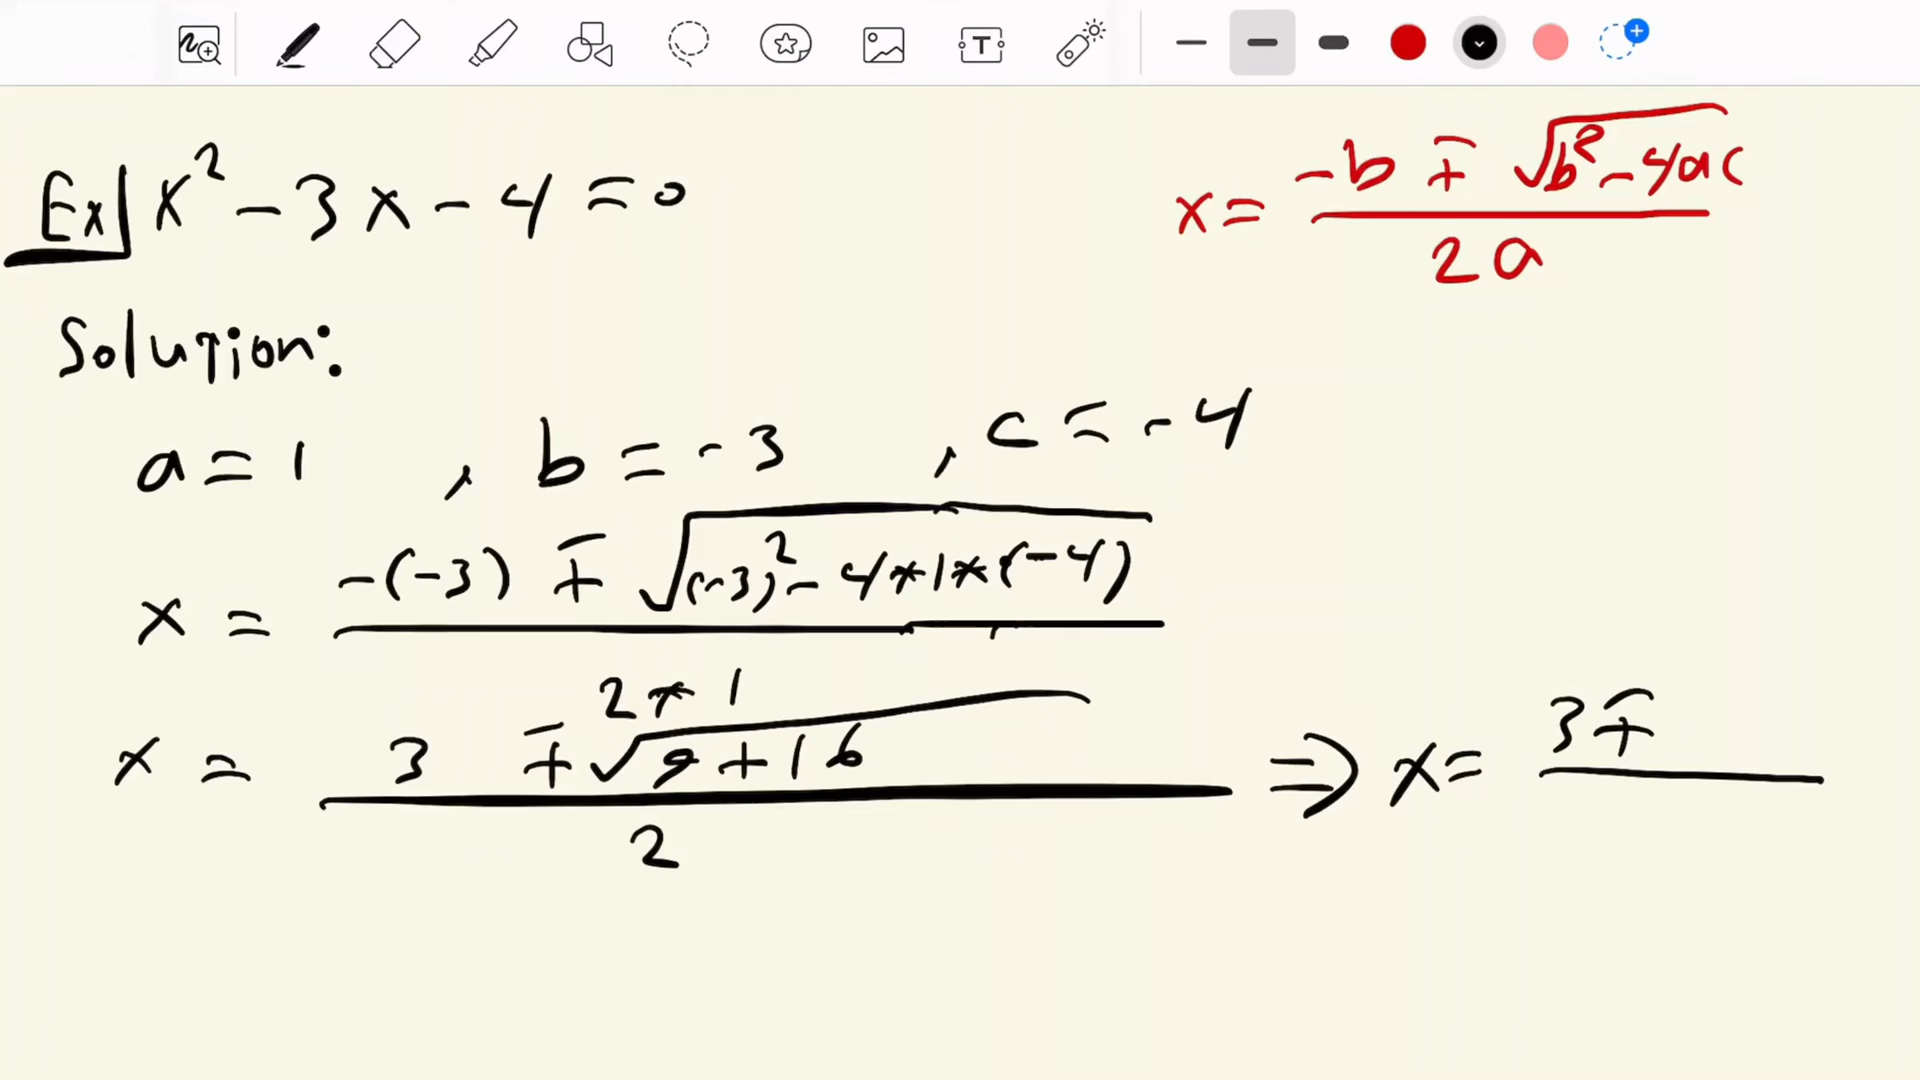 Ex| x² - 3x - 4 = 0
x = (-b ∓ √(b² - 4ac)) / 2a
Solution:
a = 1 , b = -3 , c = -4
x = (-(-3) ∓ √((-3)² - 4*1*(-4))) / 2*1
x = (3 ∓ √(9+16)) / 2 ⇒ x = 3∓